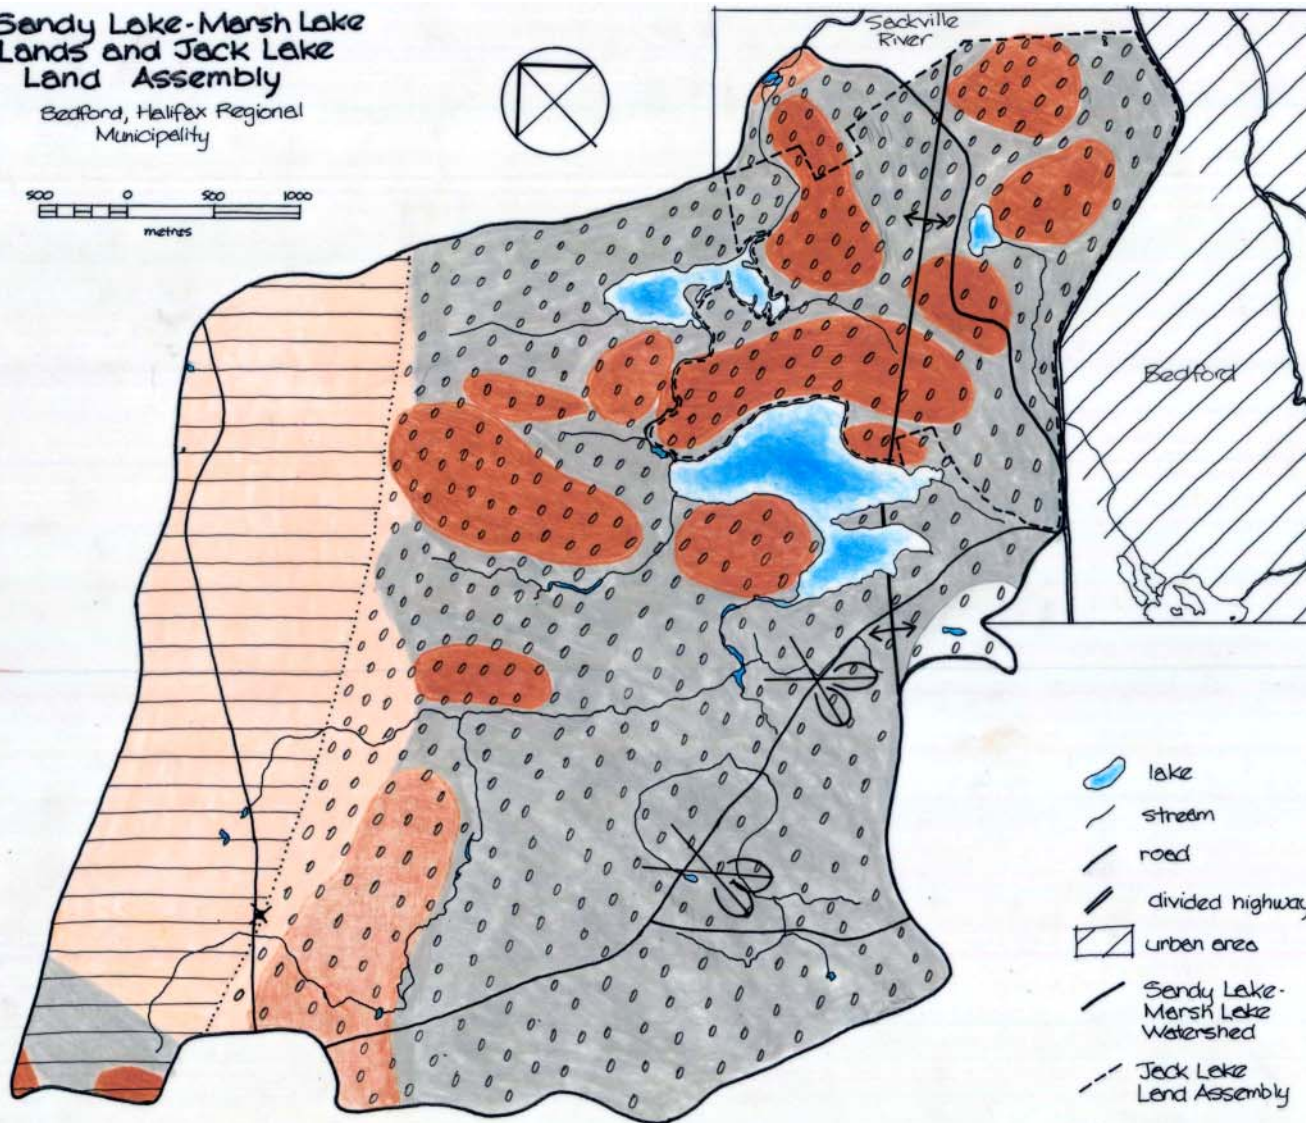 Sandy Lake-Marsh Lake
Lands and Jack Lake
Land Assembly
Bedford, Halifax Regional
Municipality
500 0 500 1000
metres
Sackville
River
Bedford
lake
stream
road
divided highway
urban area
Sandy Lake-
Marsh Lake
Watershed
Jack Lake
Land Assembly